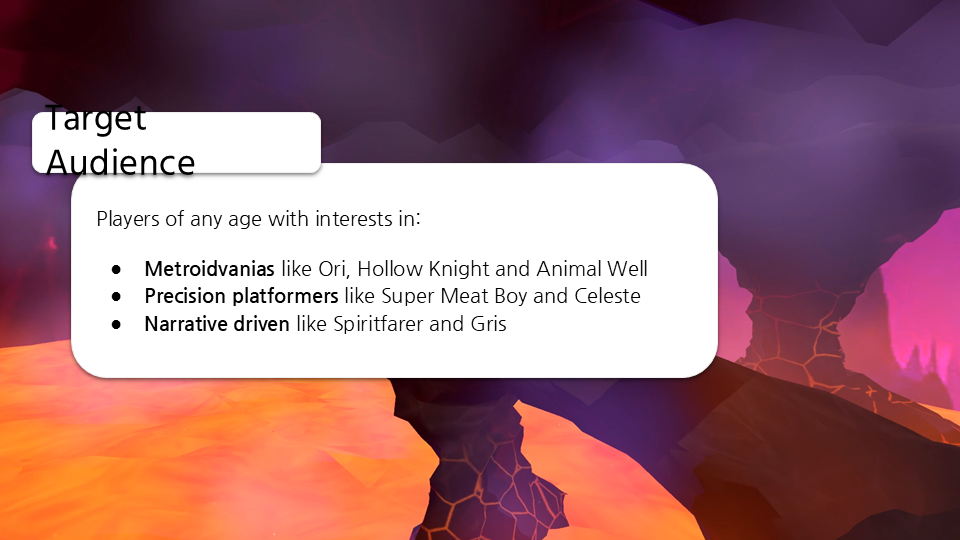 Target
Audience
Players of any age with interests in:
● Metroidvanias like Ori, Hollow Knight and Animal Well
● Precision platformers like Super Meat Boy and Celeste
● Narrative driven like Spiritfarer and Gris